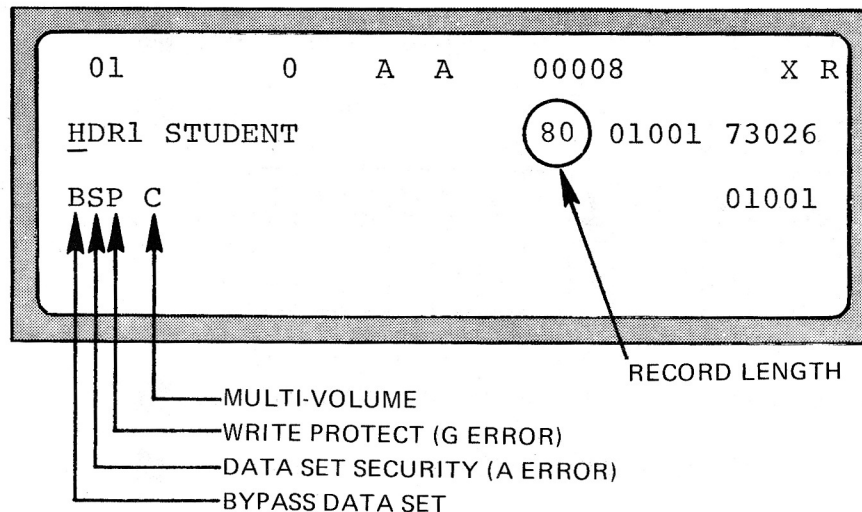 01 0 A A 00008 X R
HDR1 STUDENT 80 01001 73026
BSP C 01001
RECORD LENGTH
MULTI-VOLUME
WRITE PROTECT (G ERROR)
DATA SET SECURITY (A ERROR)
BYPASS DATA SET